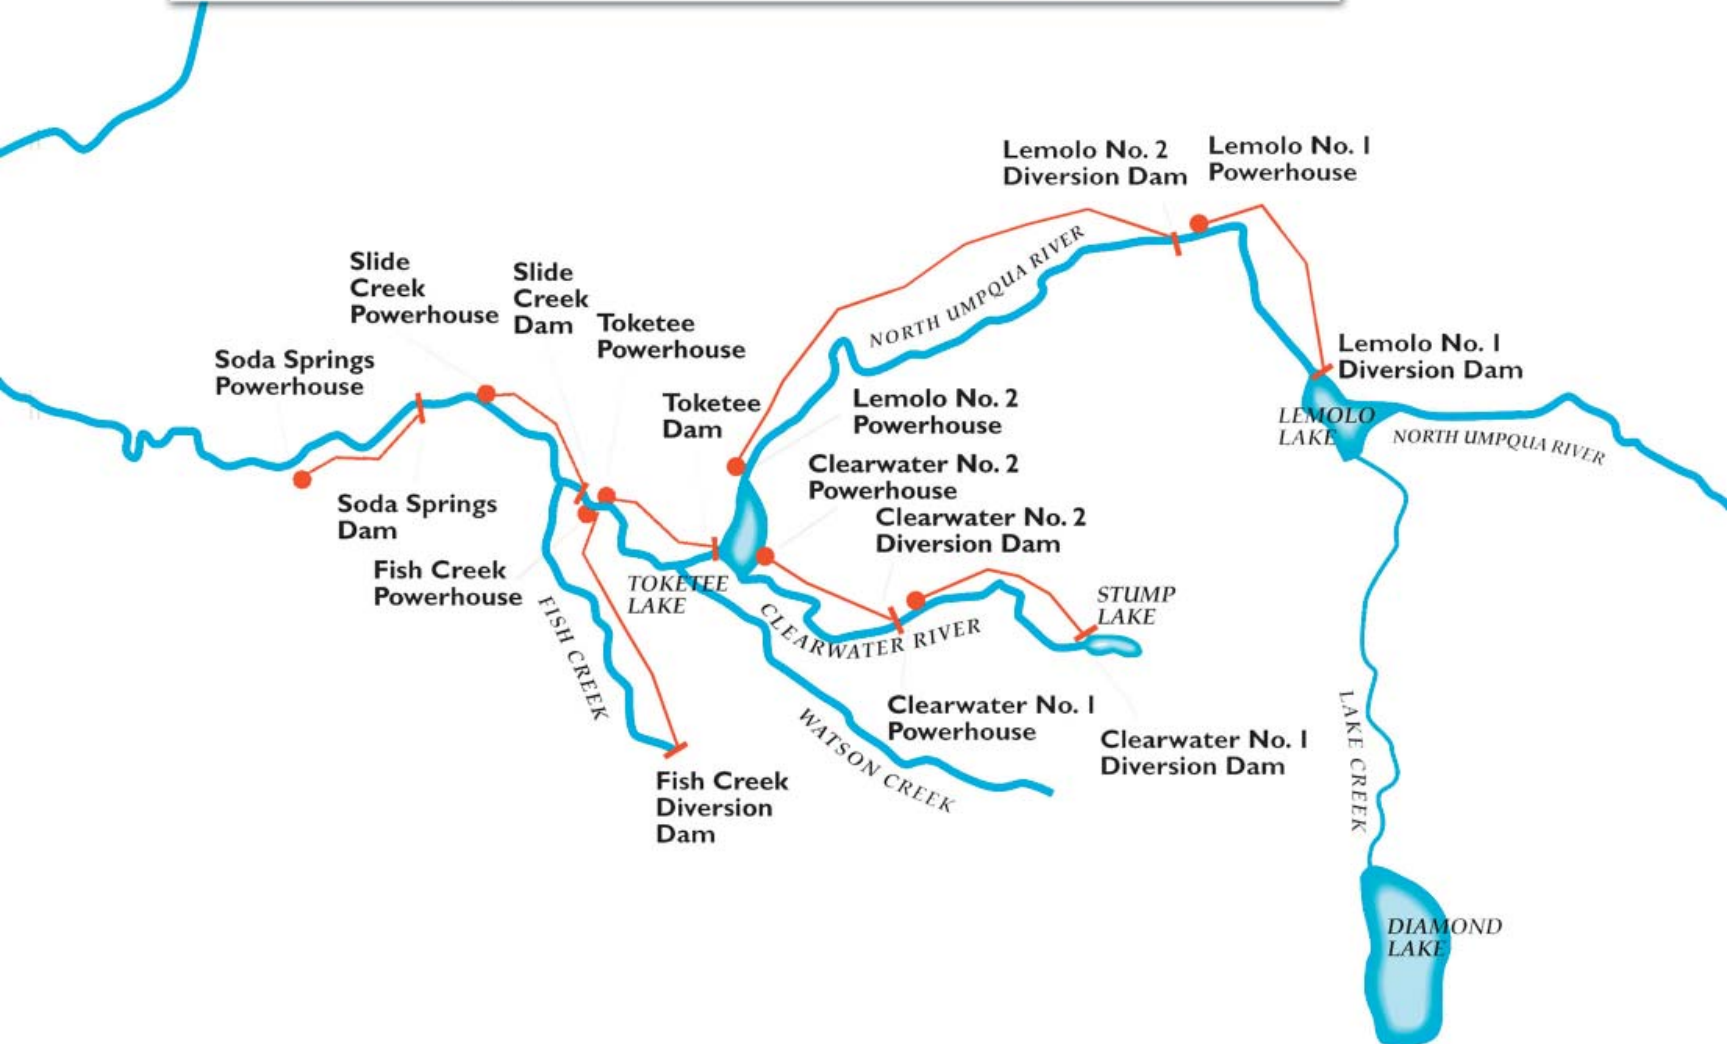 Lemolo No. 2
Diversion Dam
Lemolo No. 1
Powerhouse
Slide
Creek
Powerhouse
Slide
Creek
Dam
Toketee
Powerhouse
NORTH UMPQUA RIVER
Soda Springs
Powerhouse
Lemolo No. 1
Diversion Dam
Toketee
Dam
Lemolo No. 2
Powerhouse
LEMOLO
LAKE
NORTH UMPQUA RIVER
Clearwater No. 2
Powerhouse
Soda Springs
Dam
Clearwater No. 2
Diversion Dam
Fish Creek
Powerhouse
TOKETEE
LAKE
STUMP
LAKE
FISH CREEK
CLEARWATER RIVER
Clearwater No. 1
Powerhouse
WATSON CREEK
Clearwater No. 1
Diversion Dam
LAKE CREEK
Fish Creek
Diversion
Dam
DIAMOND
LAKE